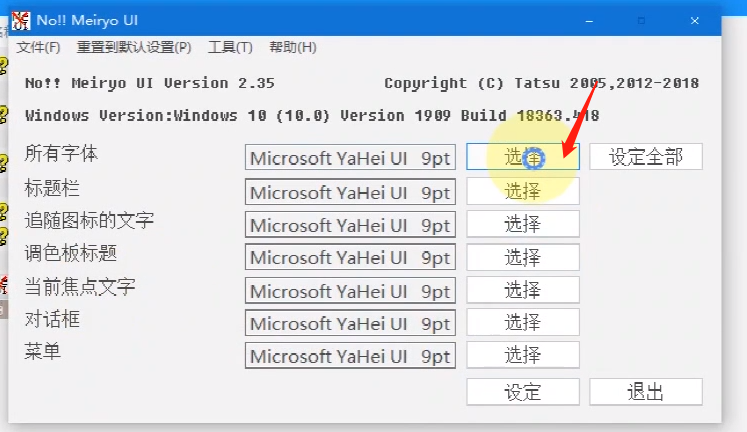 No!! Meiryo UI
文件(F) 重置到默认设置(P) 工具(T) 帮助(H)
No!! Meiryo UI Version 2.35 Copyright (C) Tatsu 2005,2012-2018
Windows Version:Windows 10 (10.0) Version 1909 Build 18363.418
所有字体 Microsoft YaHei UI 9pt 选择 设定全部
标题栏 Microsoft YaHei UI 9pt 选择
追随图标的文字 Microsoft YaHei UI 9pt 选择
调色板标题 Microsoft YaHei UI 9pt 选择
当前焦点文字 Microsoft YaHei UI 9pt 选择
对话框 Microsoft YaHei UI 9pt 选择
菜单 Microsoft YaHei UI 9pt 选择
设定 退出